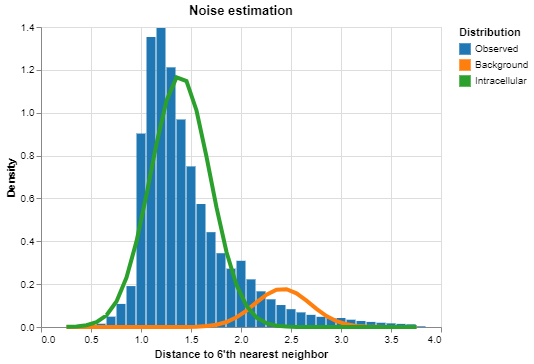 Noise estimation
Distribution
Observed
Background
Intracellular
Density
1.4
1.2
1.0
0.8
0.6
0.4
0.2
0.0
0.0 0.5 1.0 1.5 2.0 2.5 3.0 3.5 4.0
Distance to 6'th nearest neighbor